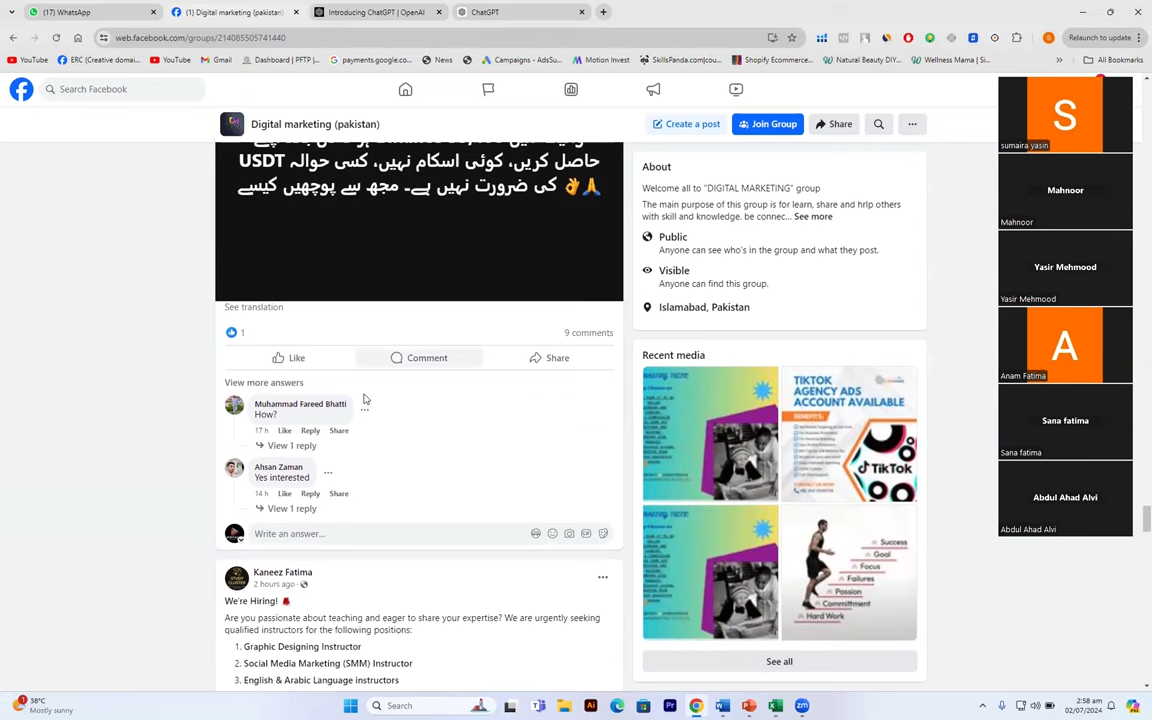 (17) WhatsApp
(1) Digital marketing (pakistan)
Introducing ChatGPT | OpenAI
ChatGPT
web.facebook.com/groups/214085505741440
Relaunch to update
YouTube
ERC (Creative domai...
YouTube
Gmail
Dashboard | PFTP |...
payments.google.co...
News
Campaigns - AdsSu...
Motion Invest
SkillsPanda.com|cou...
Shopify Ecommerce...
Natural Beauty DIY...
Wellness Mama | Si...
All Bookmarks
Search Facebook
Digital marketing (pakistan)
Create a post
Join Group
Share
حاصل کریں، کوئی اسکام نہیں، کسی حوالہ USDT
کی ضرورت نہیں ہے۔ مجھ سے پوچھیں کیسے 👌🙏
See translation
1
9 comments
Like
Comment
Share
View more answers
Muhammad Fareed Bhatti
How?
17 h Like Reply Share
View 1 reply
Ahsan Zaman
Yes interested
14 h Like Reply Share
View 1 reply
Write an answer...
Kaneez Fatima
2 hours ago
We're Hiring!
Are you passionate about teaching and eager to share your expertise? We are urgently seeking
qualified instructors for the following positions:
1. Graphic Designing Instructor
2. Social Media Marketing (SMM) Instructor
3. English & Arabic Language instructors
About
Welcome all to "DIGITAL MARKETING" group
The main purpose of this group is for learn, share and hrlp others
with skill and knowledge. be connec... See more
Public
Anyone can see who's in the group and what they post.
Visible
Anyone can find this group.
Islamabad, Pakistan
Recent media
TIKTOK
AGENCY ADS
ACCOUNT AVAILABLE
BENEFITS:
TikTok
Success
Goal
Focus
Failures
Passion
Committment
Hard Work
See all
S
sumaira yasin
Mahnoor
Mahnoor
Yasir Mehmood
Yasir Mehmood
A
Anam Fatima
Sana fatima
Sana fatima
Abdul Ahad Alvi
Abdul Ahad Alvi
38°C
Mostly sunny
Search
2:58 am
02/07/2024